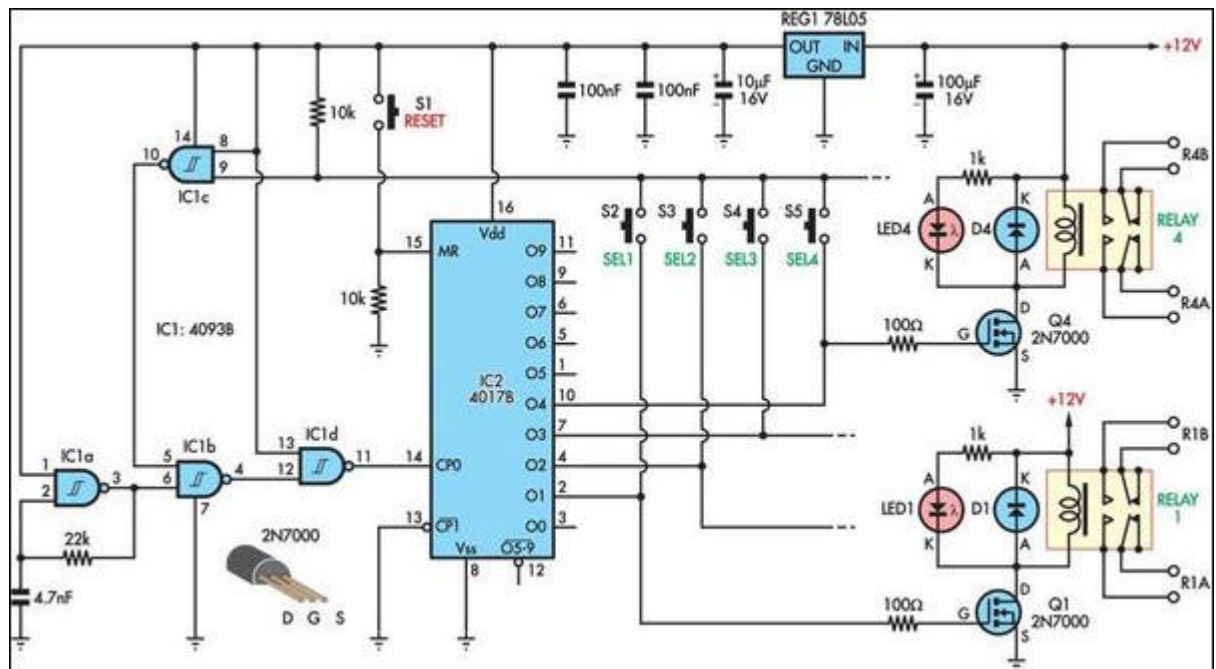 REG1 78L05
OUT IN
GND
+12V
100nF
100nF
10µF
16V
100µF
16V
10k
S1
RESET
14
8
10
9
IC1c
1k
R4B
A
K
LED4
λ
D4
K
A
RELAY
4
R4A
16
Vdd
15
MR
S2
S3
S4
S5
SEL1
SEL2
SEL3
SEL4
O9
11
O8
9
O7
6
O6
5
O5
1
O4
10
O3
7
O2
4
O1
2
O0
3
10k
IC1: 4093B
IC2
4017B
100Ω
G
D
S
Q4
2N7000
+12V
IC1a
1
2
3
IC1b
5
6
4
7
IC1d
13
12
11
14
CP0
13
CP1
Vss
8
O5-9
12
22k
4.7nF
2N7000
D G S
1k
R1B
A
K
LED1
λ
D1
K
A
RELAY
1
R1A
100Ω
G
D
S
Q1
2N7000